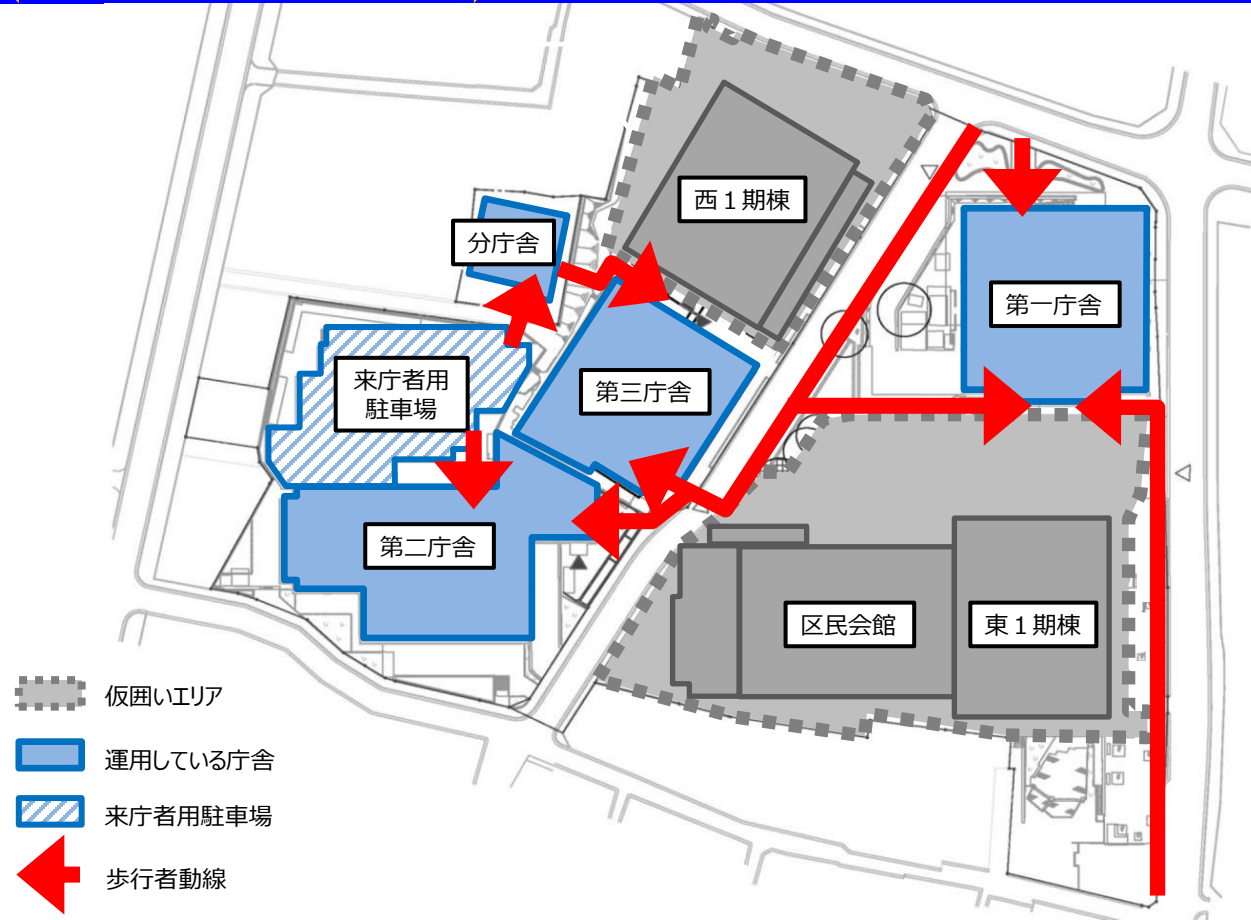 西１期棟
分庁舎
第一庁舎
来庁者用
駐車場
第三庁舎
第二庁舎
区民会館
東１期棟
仮囲いエリア
運用している庁舎
来庁者用駐車場
歩行者動線